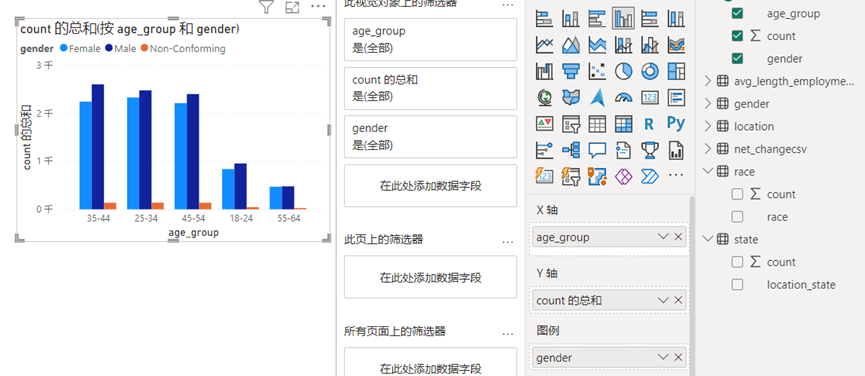 count 的总和(按 age_group 和 gender)
gender Female Male Non-Conforming
3 千
2 千
1 千
0 千
count 的总和
35-44 25-34 45-54 18-24 55-64
age_group
此视觉对象上的筛选器 ...
age_group
是(全部)
count 的总和
是(全部)
gender
是(全部)
在此处添加数据字段
此页上的筛选器 ...
在此处添加数据字段
所有页面上的筛选器 ...
在此处添加数据字段
123
R Py
123
...
X 轴
age_group
Y 轴
count 的总和
图例
gender
age_group
∑ count
gender
avg_length_employme...
gender
location
net_changecsv
race
∑ count
race
state
∑ count
location_state